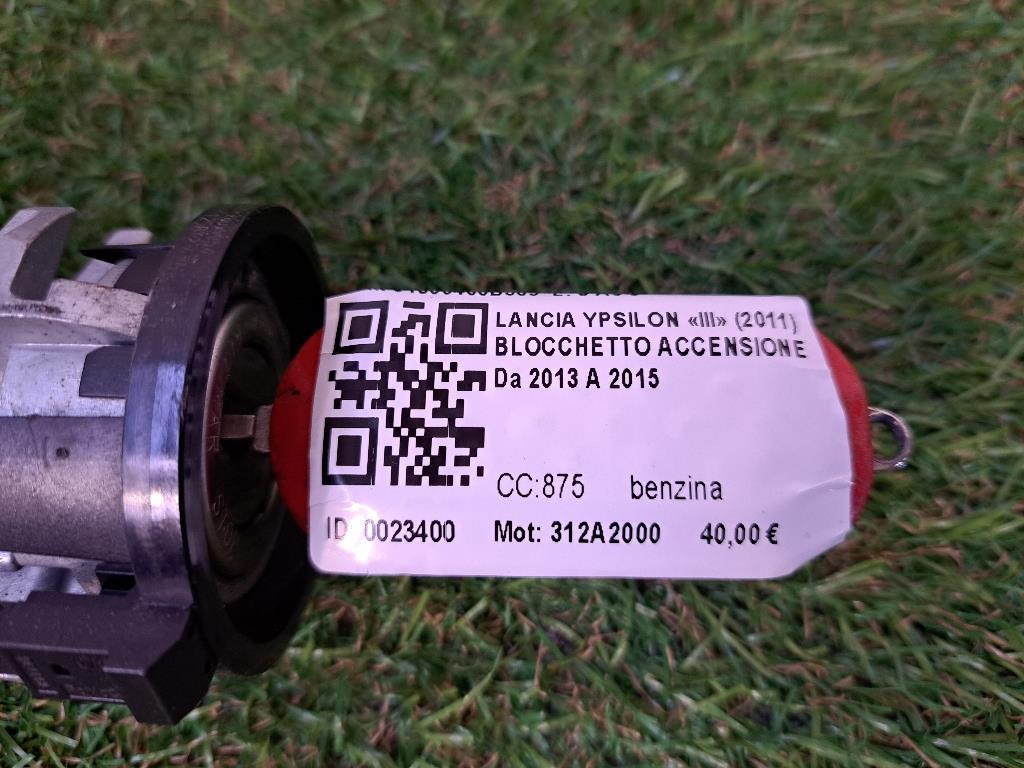 LANCIA YPSILON «III» (2011)
BLOCCHETTO ACCENSIONE
Da 2013 A 2015
CC:875 benzina
ID 0023400 Mot: 312A2000 40,00 €